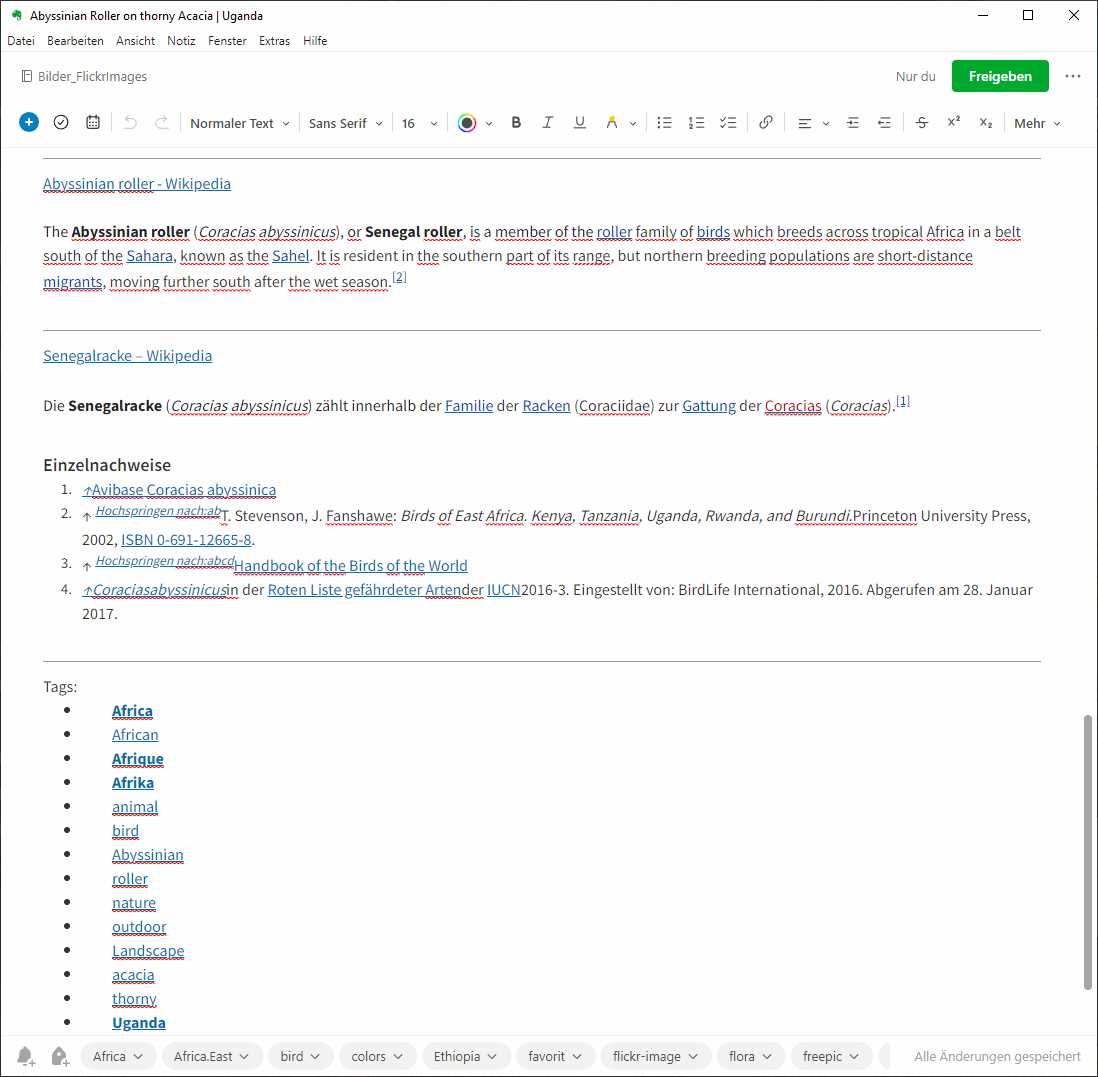 Abyssinian Roller on thorny Acacia | Uganda
Datei Bearbeiten Ansicht Notiz Fenster Extras Hilfe
Bilder_FlickrImages Nur du Freigeben
Normaler Text Sans Serif 16 B I U A S x² x₂ Mehr
Abyssinian roller - Wikipedia
The Abyssinian roller (Coracias abyssinicus), or Senegal roller, is a member of the roller family of birds which breeds across tropical Africa in a belt
south of the Sahara, known as the Sahel. It is resident in the southern part of its range, but northern breeding populations are short-distance
migrants, moving further south after the wet season.[2]
Senegalracke – Wikipedia
Die Senegalracke (Coracias abyssinicus) zählt innerhalb der Familie der Racken (Coraciidae) zur Gattung der Coracias (Coracias).[1]
Einzelnachweise
1. ↑Avibase Coracias abyssinica
2. ↑ Hochspringen nach:abT. Stevenson, J. Fanshawe: Birds of East Africa. Kenya, Tanzania, Uganda, Rwanda, and Burundi.Princeton University Press,
2002, ISBN 0-691-12665-8.
3. ↑ Hochspringen nach:abcdHandbook of the Birds of the World
4. ↑Coraciasabyssinicusin der Roten Liste gefährdeter Artender IUCN2016-3. Eingestellt von: BirdLife International, 2016. Abgerufen am 28. Januar
2017.
Tags:
• Africa
• African
• Afrique
• Afrika
• animal
• bird
• Abyssinian
• roller
• nature
• outdoor
• Landscape
• acacia
• thorny
• Uganda
Africa Africa.East bird colors Ethiopia favorit flickr-image flora freepic Alle Änderungen gespeichert